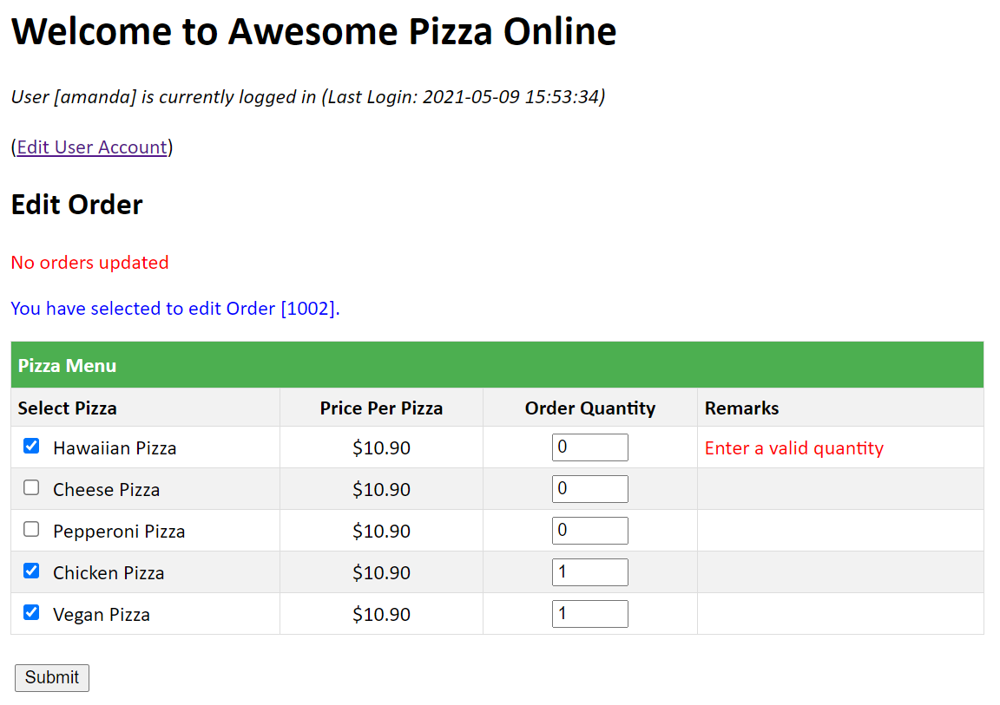 Welcome to Awesome Pizza Online
User [amanda] is currently logged in (Last Login: 2021-05-09 15:53:34)
(Edit User Account)
Edit Order
No orders updated
You have selected to edit Order [1002].
Pizza Menu
Select Pizza Price Per Pizza Order Quantity Remarks
Hawaiian Pizza $10.90 0 Enter a valid quantity
Cheese Pizza $10.90 0
Pepperoni Pizza $10.90 0
Chicken Pizza $10.90 1
Vegan Pizza $10.90 1
Submit